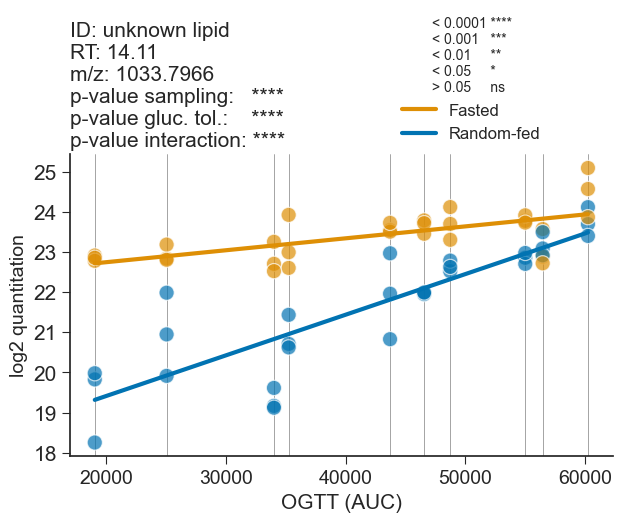 ID: unknown lipid
RT: 14.11
m/z: 1033.7966
p-value sampling: ****
p-value gluc. tol.: ****
p-value interaction: ****
< 0.0001 ****
< 0.001 ***
< 0.01 **
< 0.05 *
> 0.05 ns
Fasted
Random-fed
log2 quantitation
25
24
23
22
21
20
19
18
20000 30000 40000 50000 60000
OGTT (AUC)